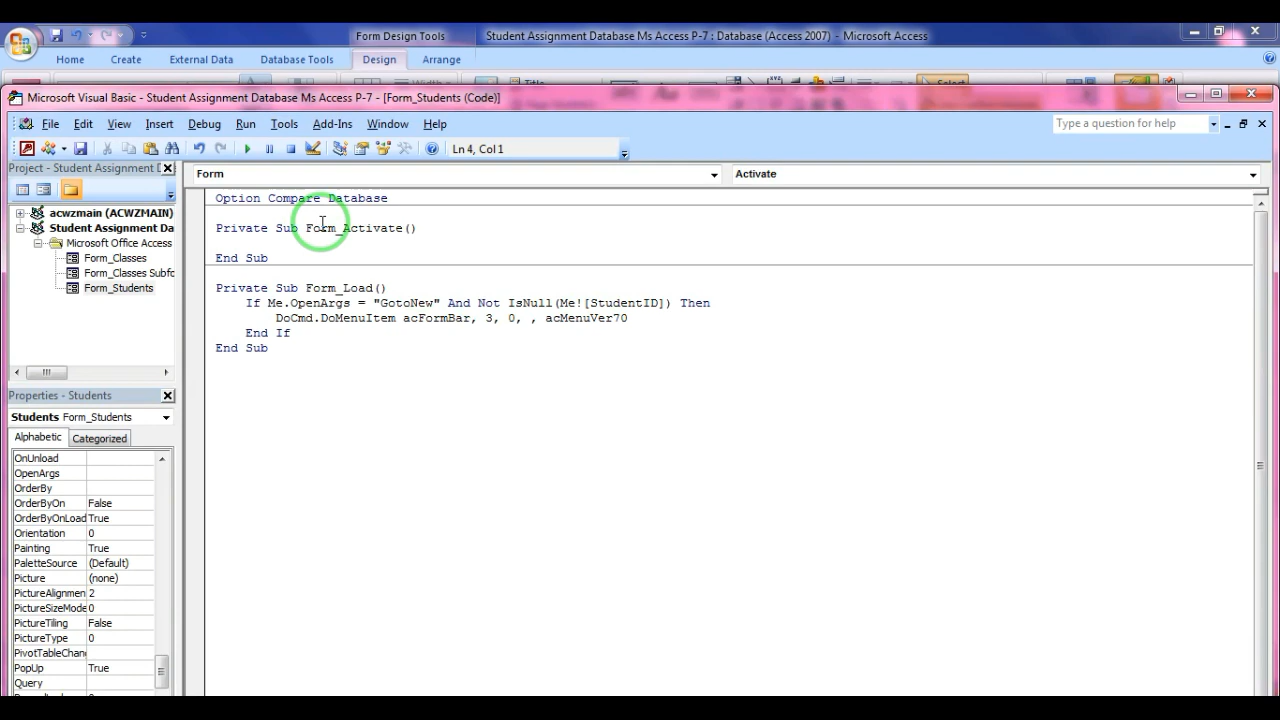 Form Design Tools
Student Assignment Database Ms Access P-7 : Database (Access 2007) - Microsoft Access
Home Create External Data Database Tools Design Arrange
Title
Select
Microsoft Visual Basic - Student Assignment Database Ms Access P-7 - [Form_Students (Code)]
File Edit View Insert Debug Run Tools Add-Ins Window Help
Type a question for help
Ln 4, Col 1
Project - Student Assignment
Form
Activate
acwzmain (ACWZMAIN)
Student Assignment Da
Microsoft Office Access
Form_Classes
Form_Classes Subfo
Form_Students
Option Compare Database
Private Sub Form_Activate()
End Sub
Private Sub Form_Load()
If Me.OpenArgs = "GotoNew" And Not IsNull(Me![StudentID]) Then
DoCmd.DoMenuItem acFormBar, 3, 0, , acMenuVer70
End If
End Sub
Properties - Students
Students Form_Students
Alphabetic Categorized
OnUnload
OpenArgs
OrderBy
OrderByOn False
OrderByOnLoad True
Orientation 0
Painting True
PaletteSource (Default)
Picture (none)
PictureAlignmen 2
PictureSizeMode 0
PictureTiling False
PictureType 0
PivotTableChan
PopUp True
Query